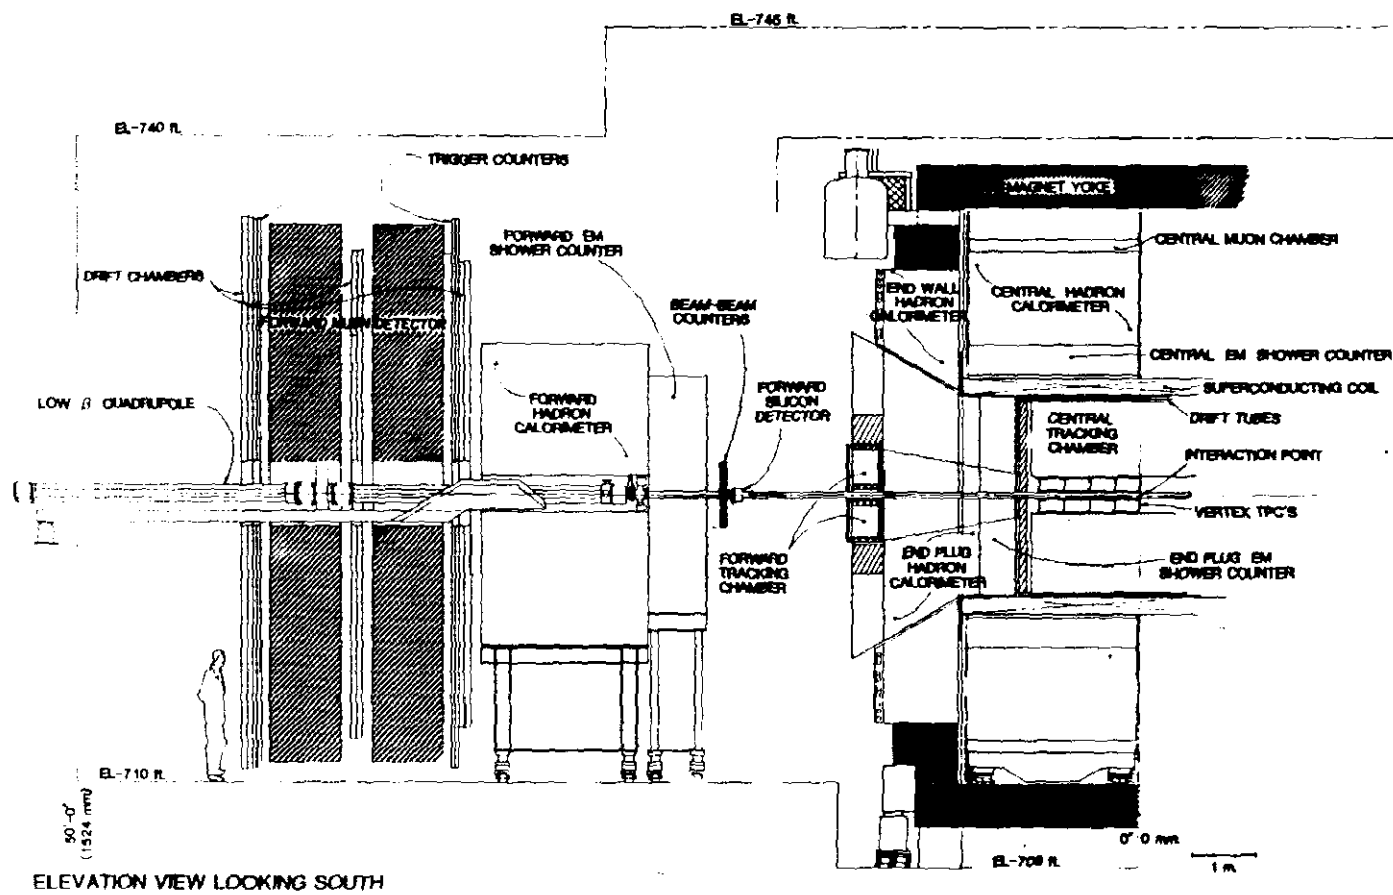 EL-746 ft.
EL-740 ft.
TRIGGER COUNTERS
MAGNET YOKE
FORWARD EM
SHOWER COUNTER
CENTRAL MUON CHAMBER
DRIFT CHAMBERS
END WALL
HADRON
CALORIMETER
CENTRAL HADRON
CALORIMETER
BEAM-BEAM
COUNTERS
FORWARD MUON DETECTOR
CENTRAL EM SHOWER COUNTER
FORWARD
SILICON
DETECTOR
SUPERCONDUCTING COIL
LOW β QUADRUPOLE
FORWARD
HADRON
CALORIMETER
DRIFT TUBES
CENTRAL
TRACKING
CHAMBER
INTERACTION POINT
VERTEX TPC'S
FORWARD
TRACKING
CHAMBER
END PLUG
HADRON
CALORIMETER
END PLUG EM
SHOWER COUNTER
EL-710 ft.
50'-0"
(1524 mm)
0" 0 mm
1 m
ELEVATION VIEW LOOKING SOUTH